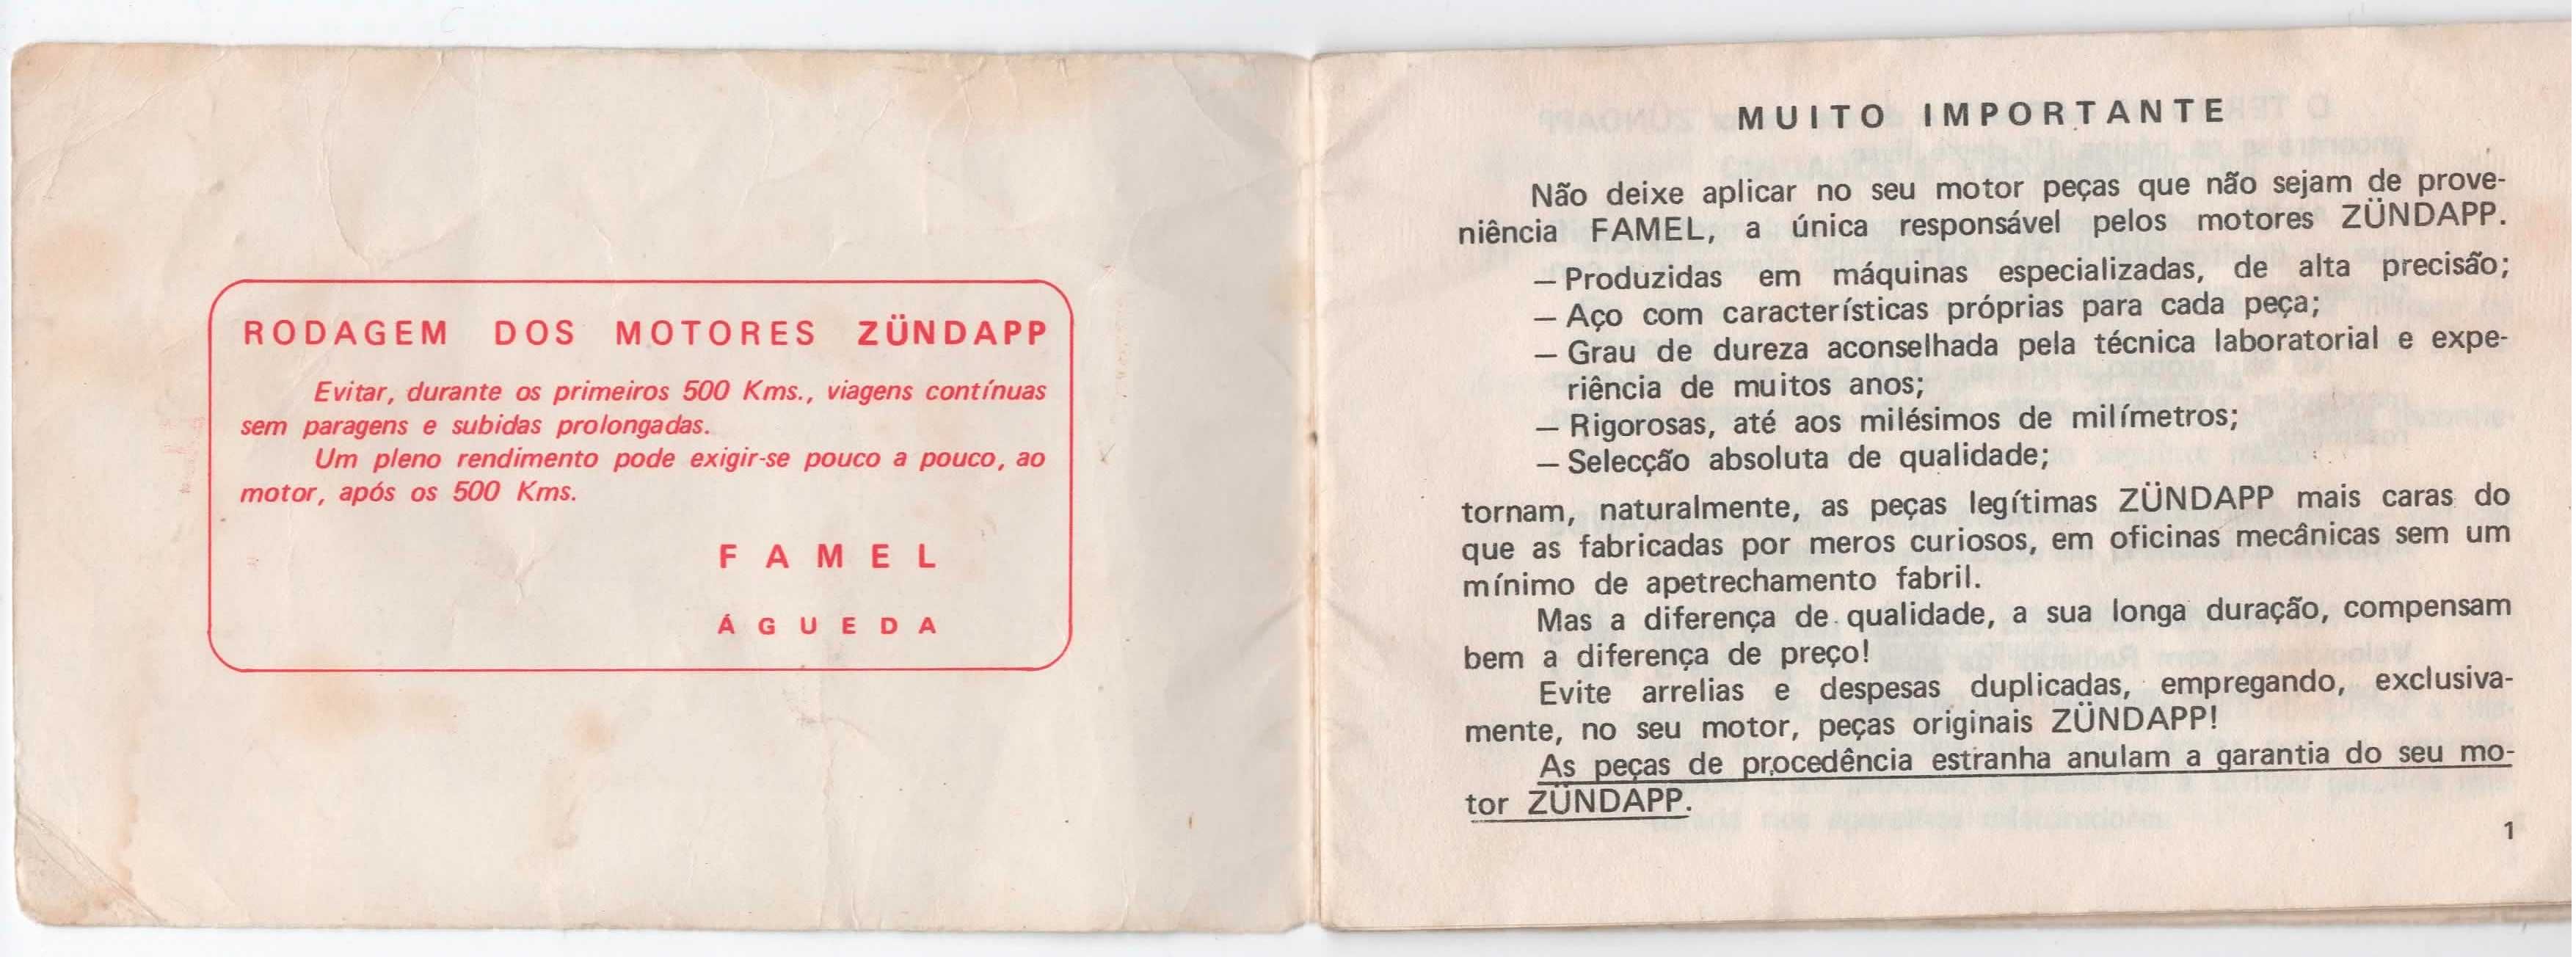 RODAGEM DOS MOTORES ZÜNDAPP
Evitar, durante os primeiros 500 Kms., viagens contínuas
sem paragens e subidas prolongadas.
Um pleno rendimento pode exigir-se pouco a pouco, ao
motor, após os 500 Kms.
FAMEL
ÁGUEDA
MUITO IMPORTANTE
Não deixe aplicar no seu motor peças que não sejam de prove-
niência FAMEL, a única responsável pelos motores ZÜNDAPP.
— Produzidas em máquinas especializadas, de alta precisão;
— Aço com características próprias para cada peça;
— Grau de dureza aconselhada pela técnica laboratorial e expe-
riência de muitos anos;
— Rigorosas, até aos milésimos de milímetros;
— Selecção absoluta de qualidade;
tornam, naturalmente, as peças legítimas ZÜNDAPP mais caras do
que as fabricadas por meros curiosos, em oficinas mecânicas sem um
mínimo de apetrechamento fabril.
Mas a diferença de qualidade, a sua longa duração, compensam
bem a diferença de preço!
Evite arrelias e despesas duplicadas, empregando, exclusiva-
mente, no seu motor, peças originais ZÜNDAPP!
As peças de procedência estranha anulam a garantia do seu mo-
tor ZÜNDAPP.
1